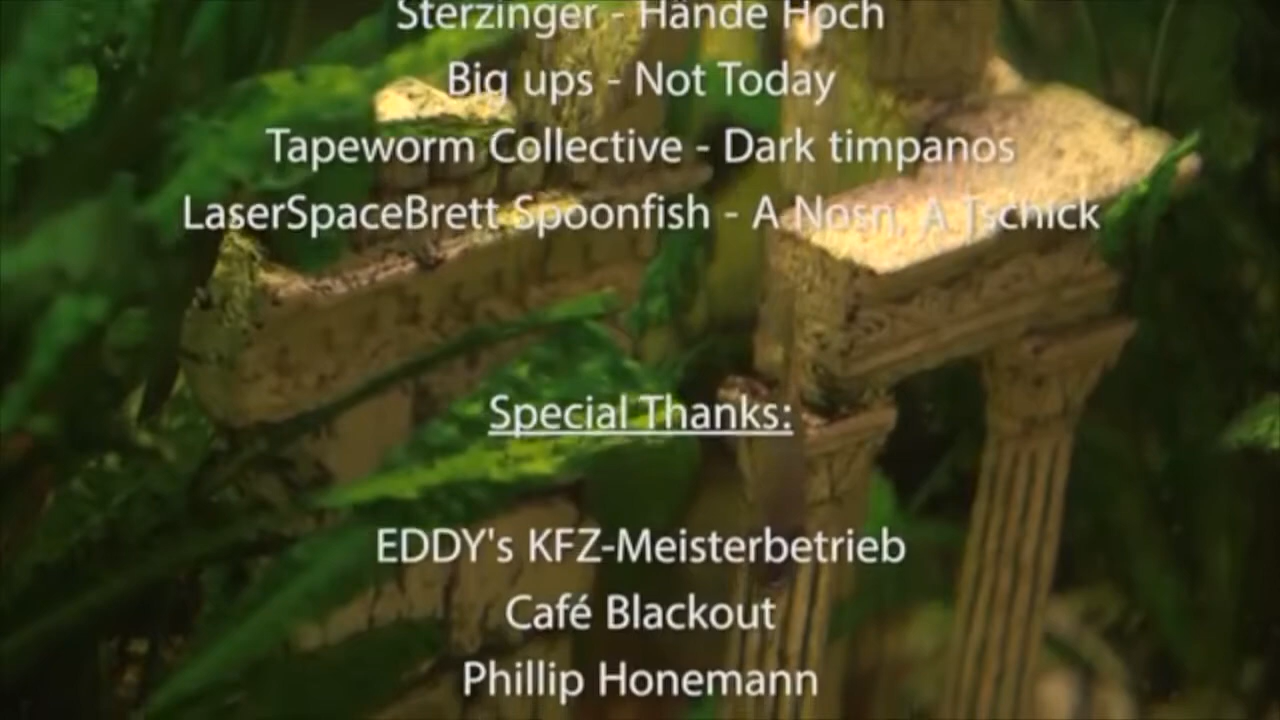 Sterzinger - Hände Hoch
Big ups - Not Today
Tapeworm Collective - Dark timpanos
LaserSpaceBrett Spoonfish - A Nosn, A Tschick
Special Thanks:
EDDY's KFZ-Meisterbetrieb
Café Blackout
Phillip Honemann